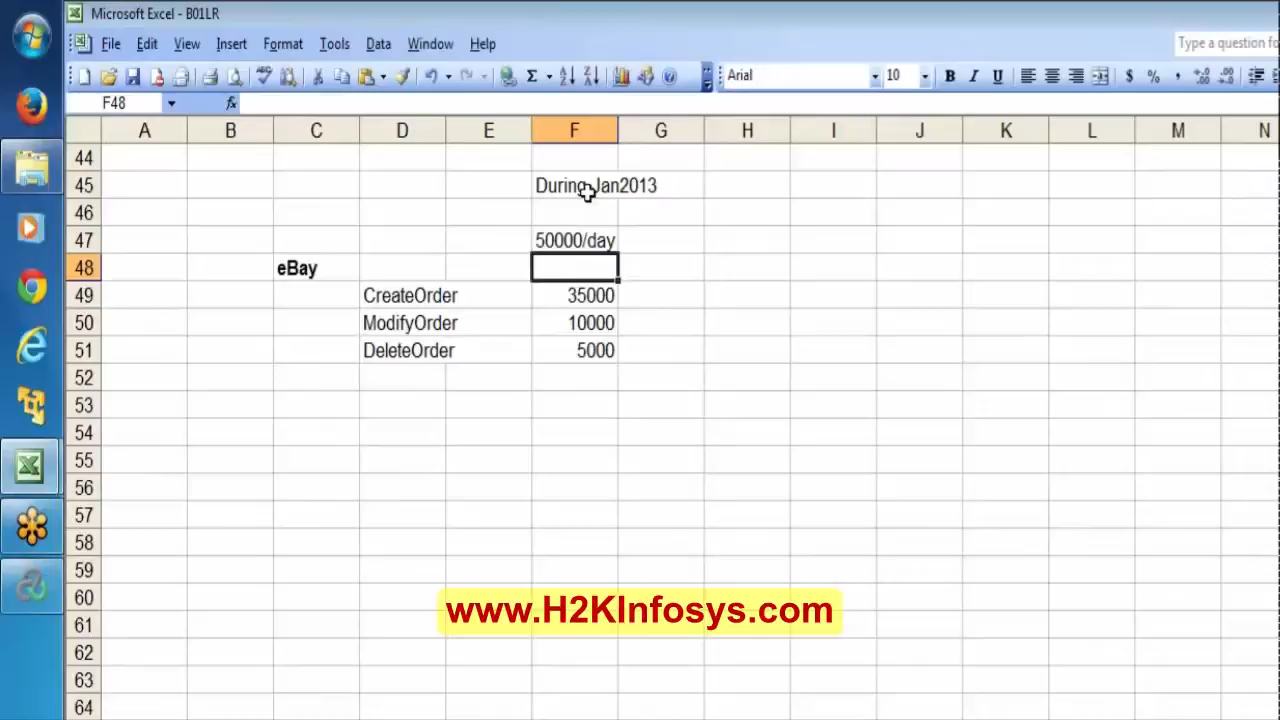 Microsoft Excel - B01LR
File Edit View Insert Format Tools Data Window Help
Type a question fo
Arial 10 B I U $ %
F48 fx
A B C D E F G H I J K L M N
44
45 During Jan2013
46
47 50000/day
48 eBay
49 CreateOrder 35000
50 ModifyOrder 10000
51 DeleteOrder 5000
52
53
54
55
56
57
58
59
60
www.H2KInfosys.com
61
62
63
64